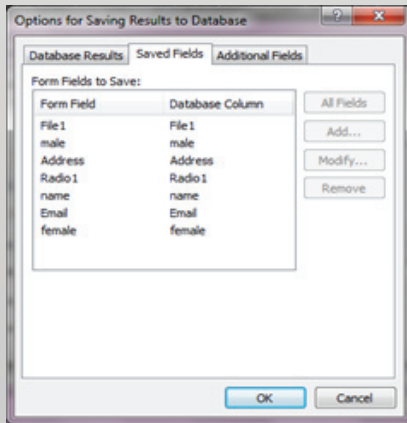 Options for Saving Results to Database
Database Results Saved Fields Additional Fields
Form Fields to Save:
Form Field Database Column
File1 File1
male male
Address Address
Radio1 Radio1
name name
Email Email
female female
All Fields
Add...
Modify...
Remove
OK Cancel